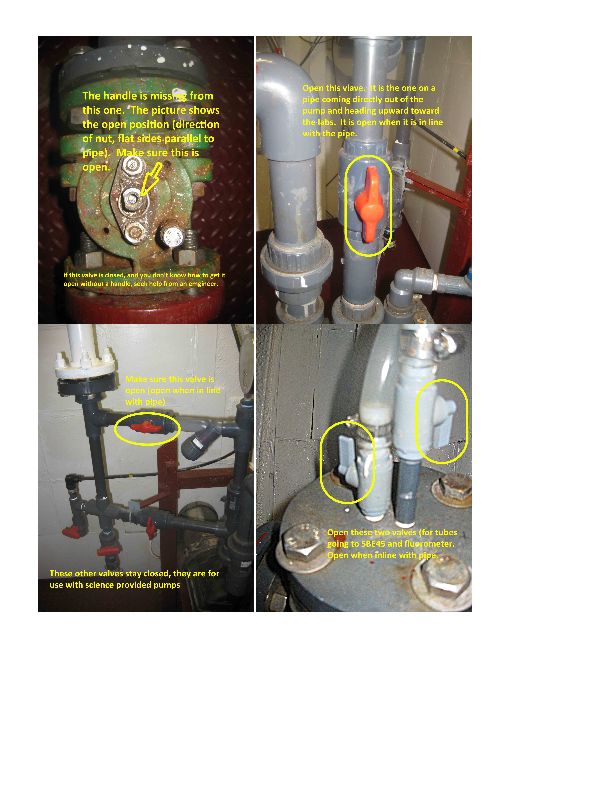 The handle is missing from
this one.  The picture shows
the open position (direction
of nut, flat sides parallel to
pipe).  Make sure this is
open.
If this valve is closed, and you don't know how to get it
open without a handle, seek help from an emgineer.
Open this vlave.  It is the one on a
pipe coming directly out of the
pump and heading upward toward
the labs.  It is open when it is in line
with the pipe.
Make sure this valve is
open (open when in line
with pipe)
These other valves stay closed, they are for
use with science provided pumps
Open these two valves (for tubes
going to SBE45 and fluorometer.
Open when inline with pipe.